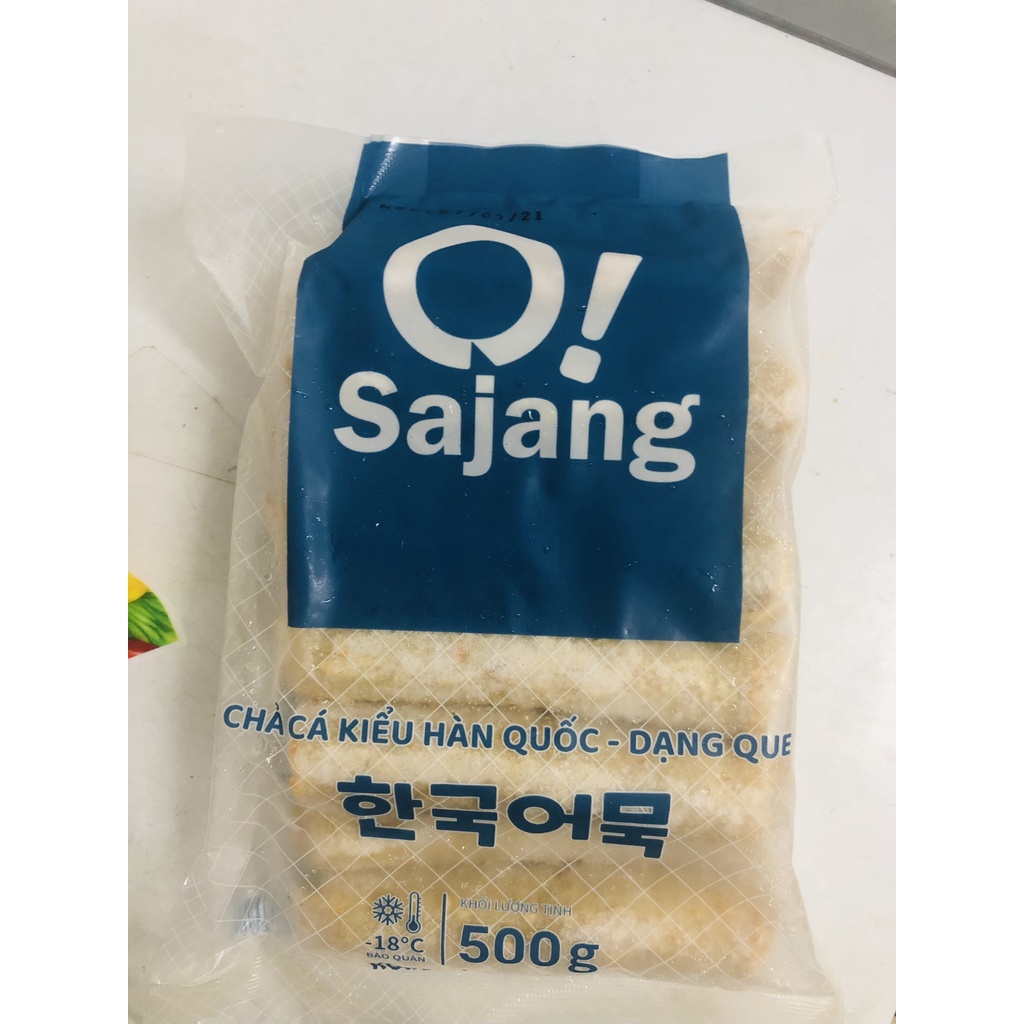 O!
Sajang
CHẢ CÁ KIỂU HÀN QUỐC - DẠNG QUE
한국어묵
-18°C
BẢO QUẢN
KHỐI LƯỢNG TỊNH
500g